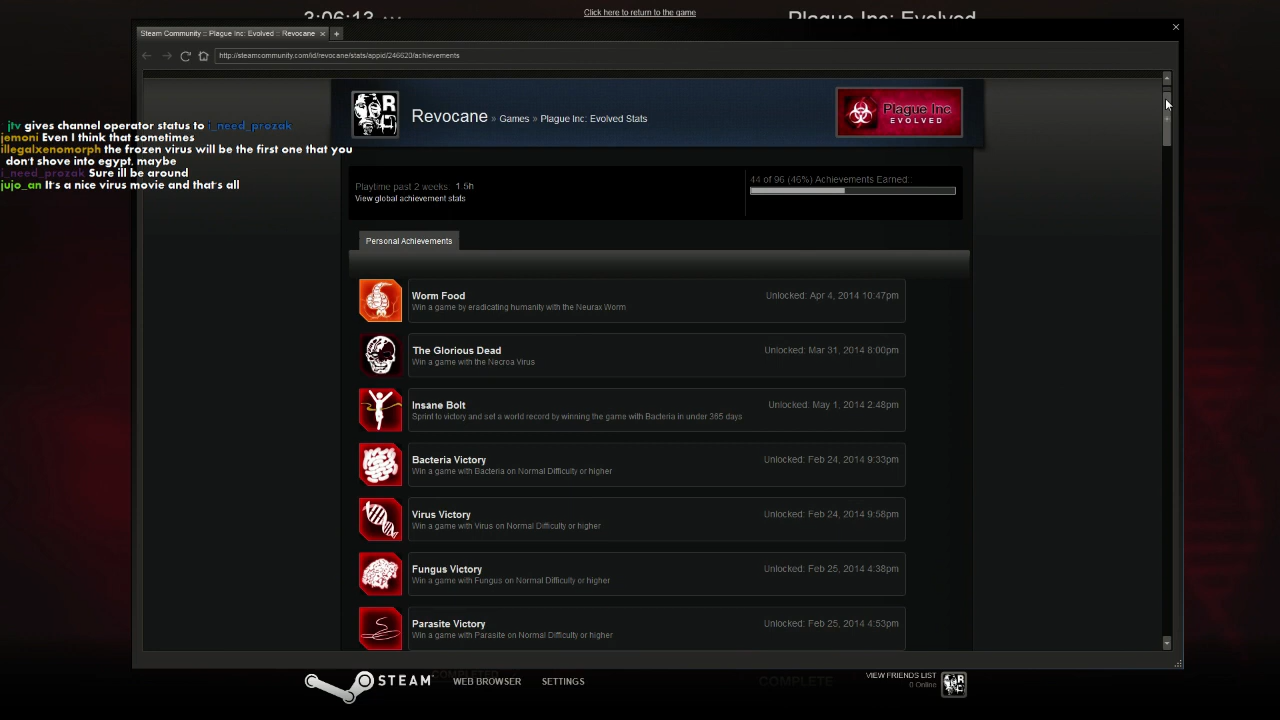 3:06:13
Click here to return to the game
Plague Inc: Evolved
Steam Community :: Plague Inc: Evolved :: Revocane
http://steamcommunity.com/id/revocane/stats/appid/246620/achievements
Revocane » Games » Plague Inc: Evolved Stats
Plague Inc
EVOLVED
jtv gives channel operator status to i_need_prozak
jemoni Even I think that sometimes
illegalxenomorph the frozen virus will be the first one that you
don't shove into egypt, maybe
i_need_prozak Sure ill be around
jujo_an It's a nice virus movie and that's all
Playtime past 2 weeks: 1.5h
View global achievement stats
44 of 96 (46%) Achievements Earned:
Personal Achievements
Worm Food
Unlocked: Apr 4, 2014 10:47pm
Win a game by eradicating humanity with the Neurax Worm
The Glorious Dead
Unlocked: Mar 31, 2014 8:00pm
Win a game with the Necroa Virus
Insane Bolt
Unlocked: May 1, 2014 2:48pm
Sprint to victory and set a world record by winning the game with Bacteria in under 365 days
Bacteria Victory
Unlocked: Feb 24, 2014 9:33pm
Win a game with Bacteria on Normal Difficulty or higher
Virus Victory
Unlocked: Feb 24, 2014 9:58pm
Win a game with Virus on Normal Difficulty or higher
Fungus Victory
Unlocked: Feb 25, 2014 4:38pm
Win a game with Fungus on Normal Difficulty or higher
Parasite Victory
Unlocked: Feb 25, 2014 4:53pm
Win a game with Parasite on Normal Difficulty or higher
STEAM
WEB BROWSER
SETTINGS
COMPLETE
VIEW FRIENDS LIST
0 Online